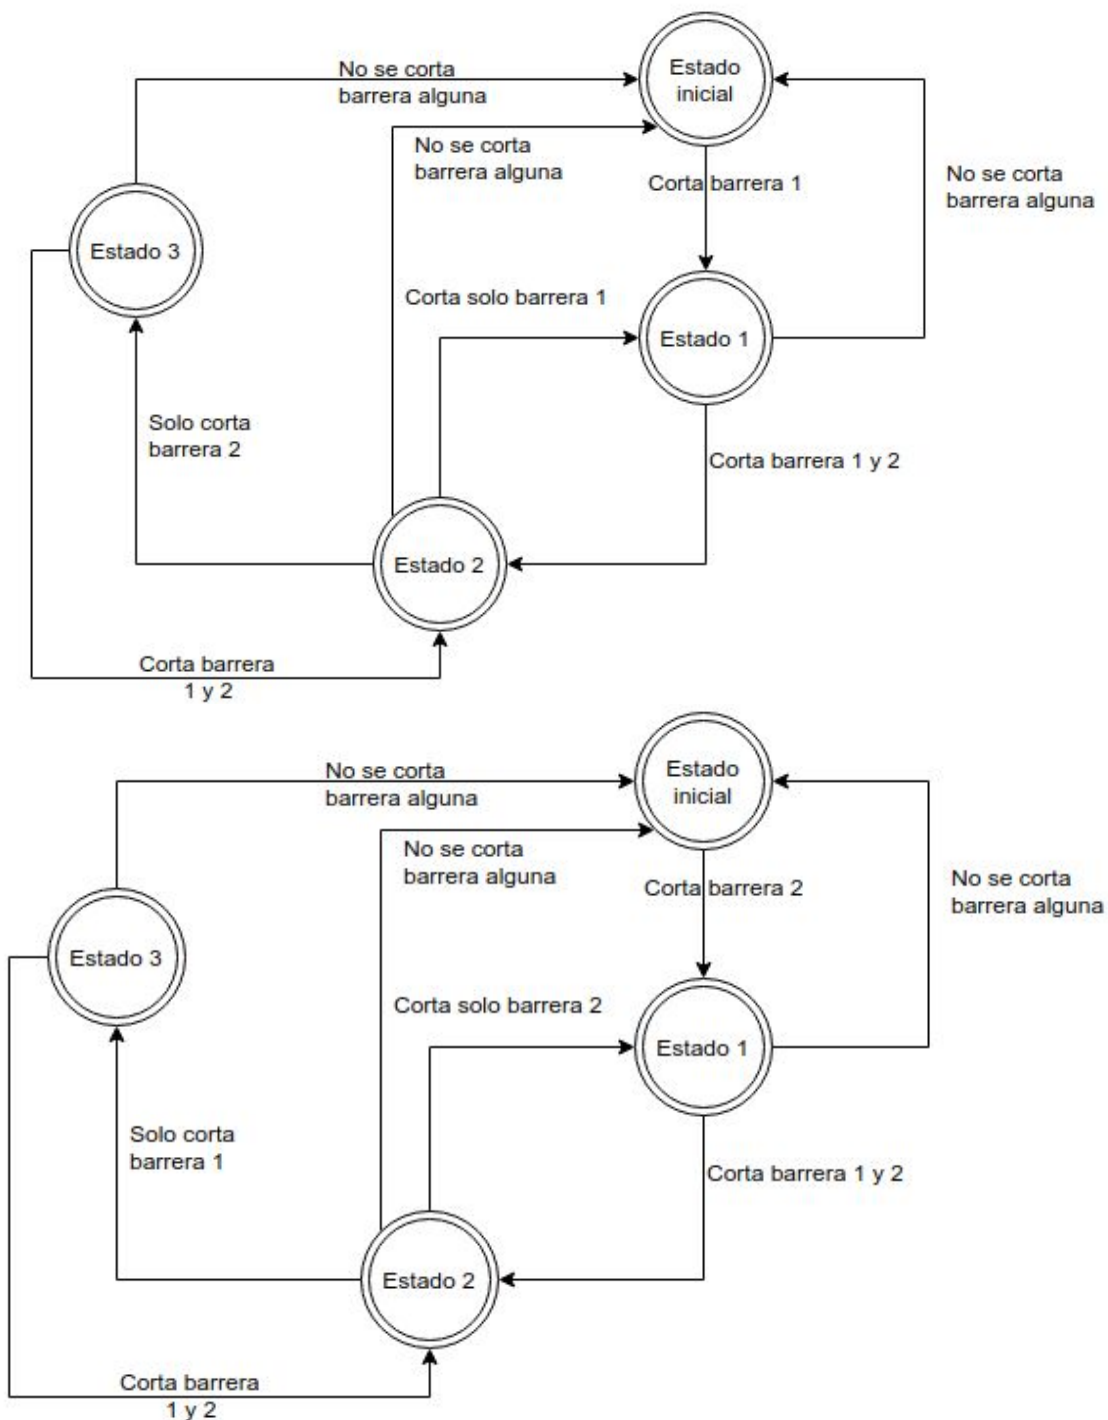 No se corta
barrera alguna
Estado
inicial
No se corta
barrera alguna
Corta barrera 1
No se corta
barrera alguna
Estado 3
Corta solo barrera 1
Estado 1
Solo corta
barrera 2
Corta barrera 1 y 2
Estado 2
Corta barrera
1 y 2
No se corta
barrera alguna
Estado
inicial
No se corta
barrera alguna
Corta barrera 2
No se corta
barrera alguna
Estado 3
Corta solo barrera 2
Estado 1
Solo corta
barrera 1
Corta barrera 1 y 2
Estado 2
Corta barrera
1 y 2